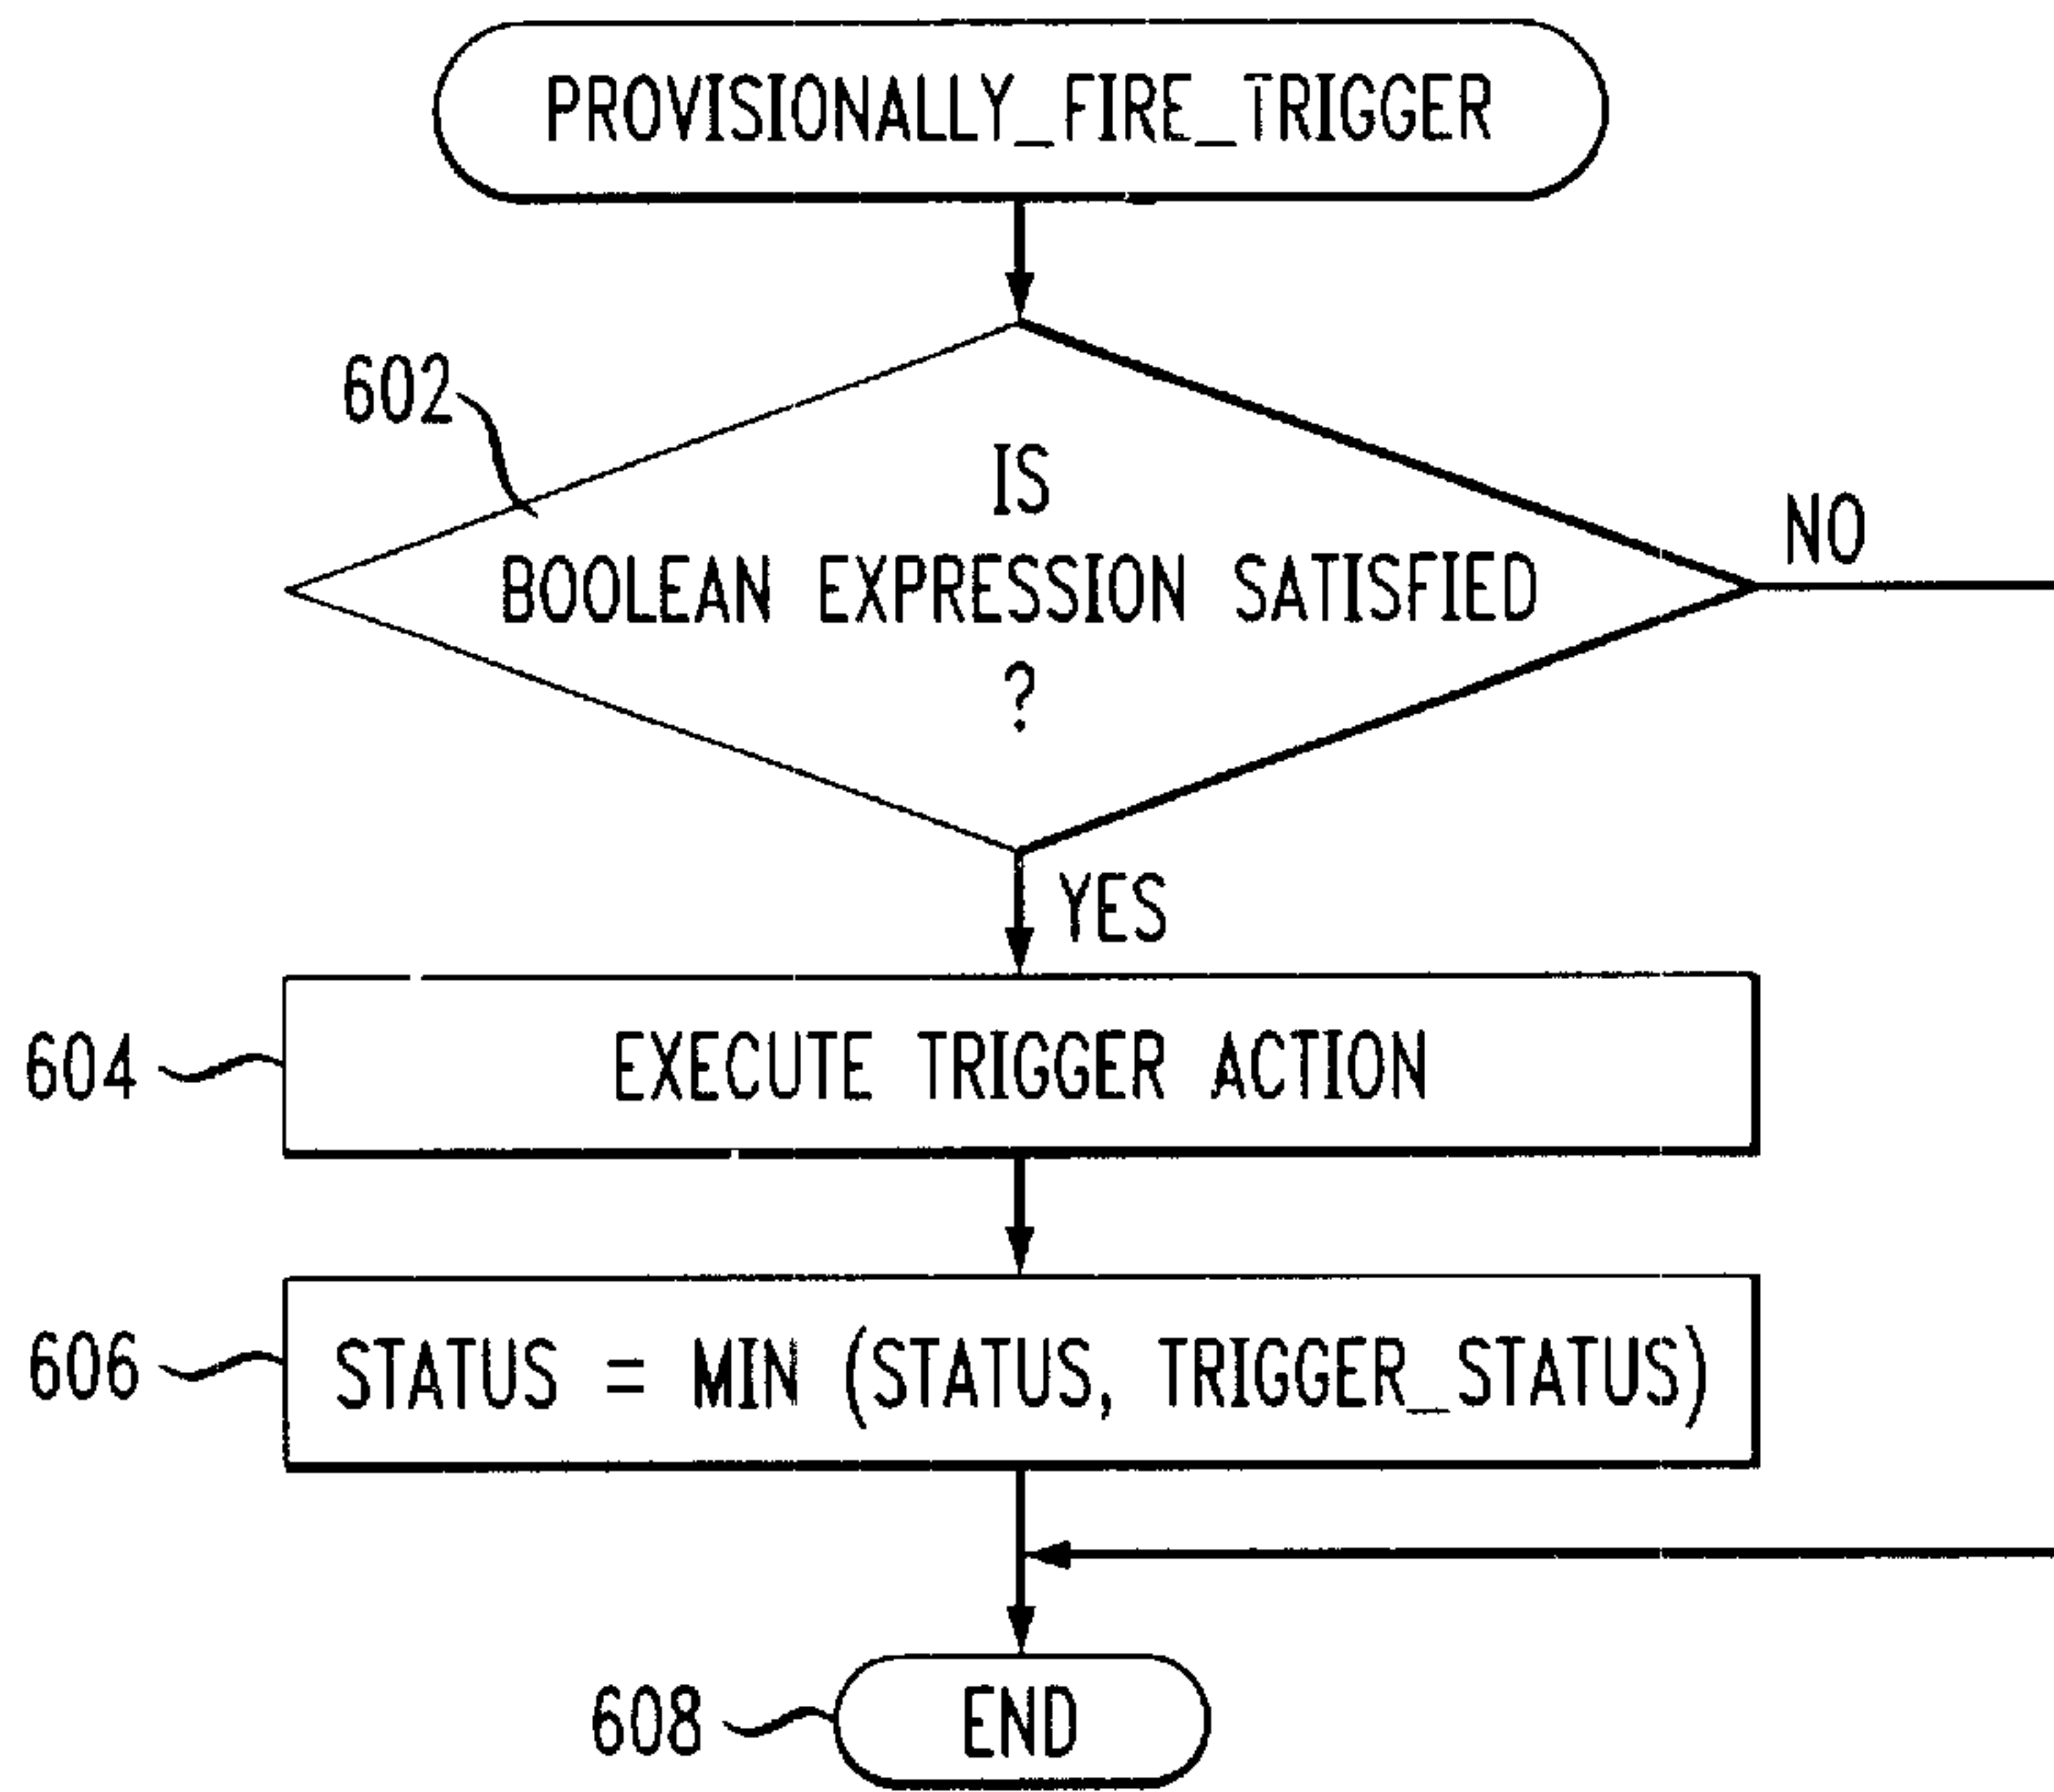 PROVISIONALLY_FIRE_TRIGGER
602
IS
BOOLEAN EXPRESSION SATISFIED
?
NO
YES
604
EXECUTE TRIGGER ACTION
606
STATUS = MIN (STATUS, TRIGGER_STATUS)
608
END